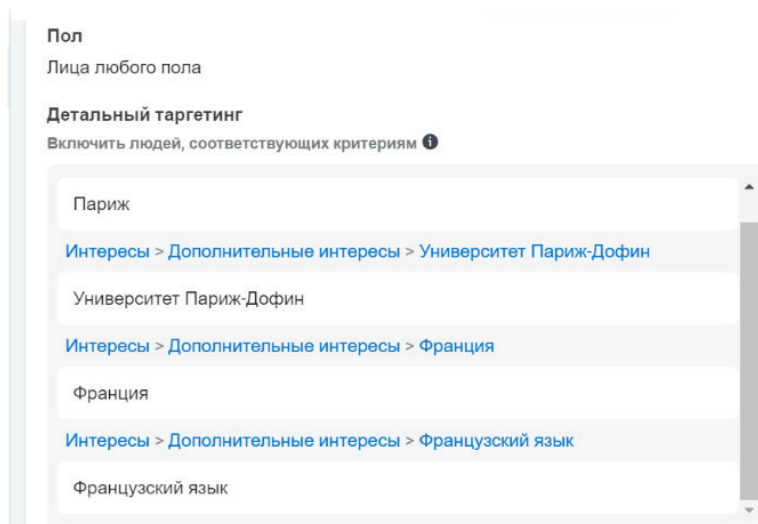 Пол
Лица любого пола
Детальный таргетинг
Включить людей, соответствующих критериям
Париж
Интересы > Дополнительные интересы > Университет Париж-Дофин
Университет Париж-Дофин
Интересы > Дополнительные интересы > Франция
Франция
Интересы > Дополнительные интересы > Французский язык
Французский язык